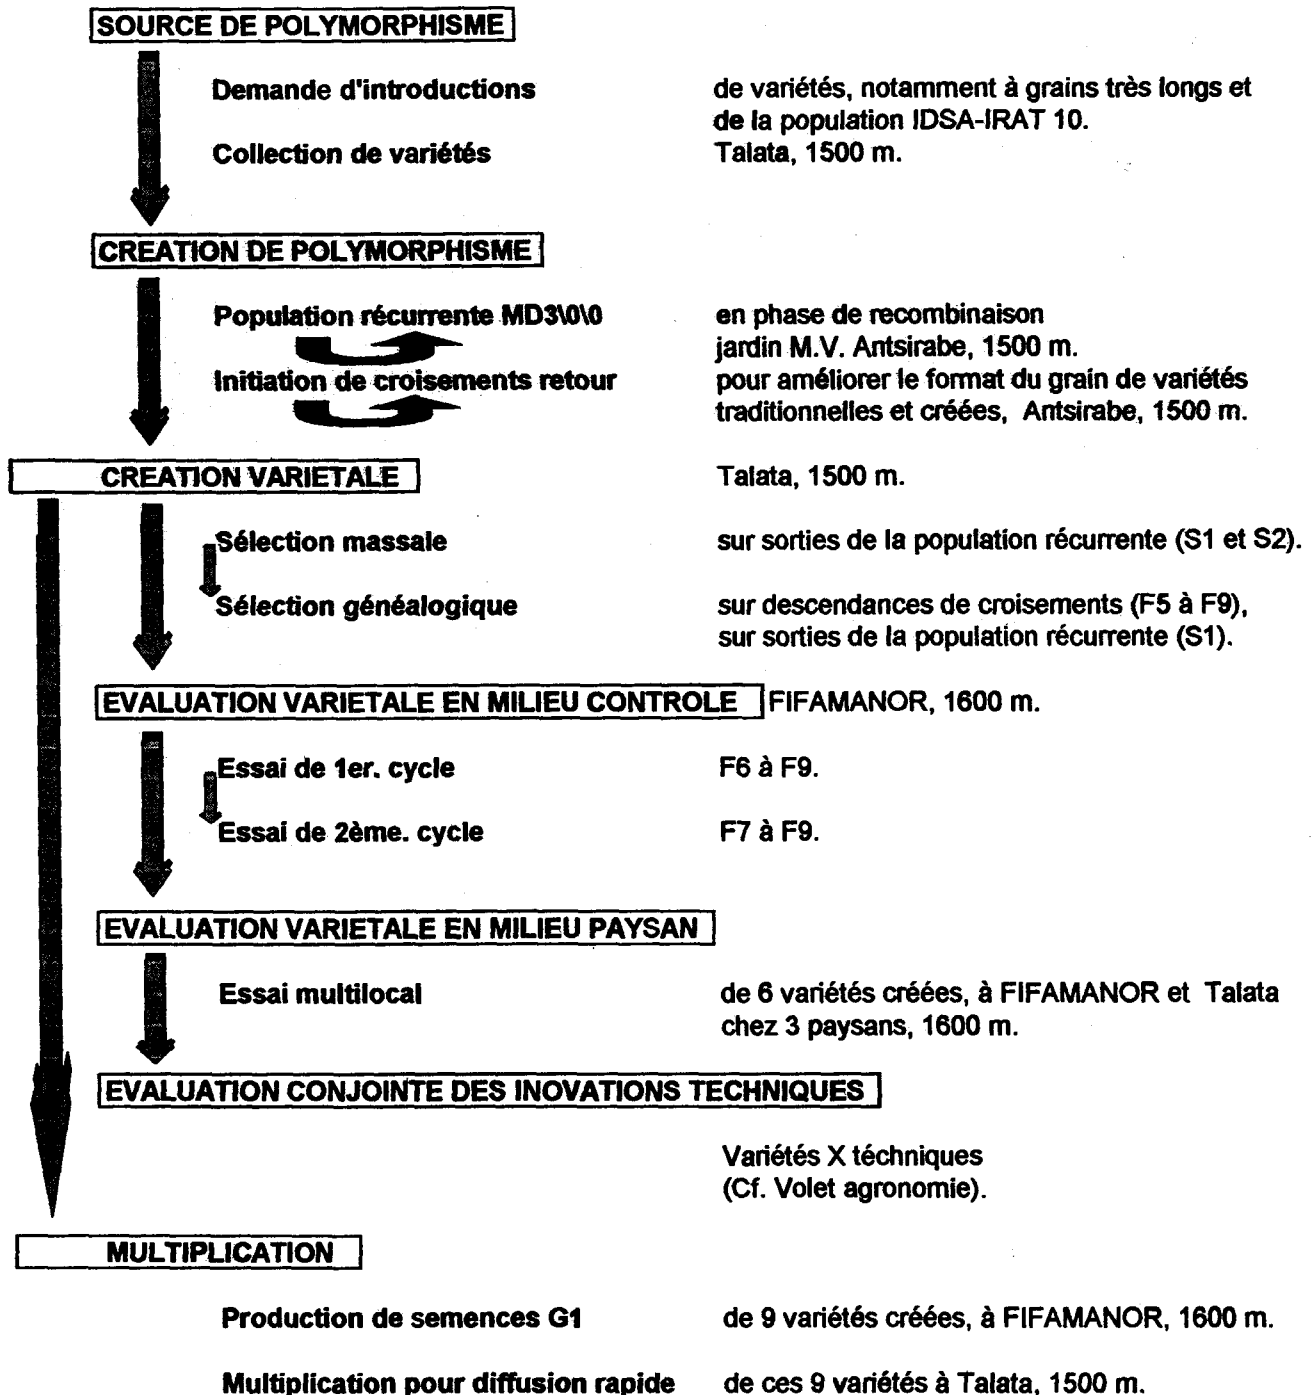 SOURCE DE POLYMORPHISME
Demande d'introductions de variétés, notamment à grains très longs et
de la population IDSA-IRAT 10.
Collection de variétés Talata, 1500 m.
CREATION DE POLYMORPHISME
Population récurrente MD3\0\0 en phase de recombinaison
jardin M.V. Antsirabe, 1500 m.
Initiation de croisements retour pour améliorer le format du grain de variétés
traditionnelles et créées, Antsirabe, 1500 m.
CREATION VARIETALE Talata, 1500 m.
Sélection massale sur sorties de la population récurrente (S1 et S2).
Sélection généalogique sur descendances de croisements (F5 à F9),
sur sorties de la population récurrente (S1).
EVALUATION VARIETALE EN MILIEU CONTROLE FIFAMANOR, 1600 m.
Essai de 1er. cycle F6 à F9.
Essai de 2ème. cycle F7 à F9.
EVALUATION VARIETALE EN MILIEU PAYSAN
Essai multilocal de 6 variétés créées, à FIFAMANOR et Talata
chez 3 paysans, 1600 m.
EVALUATION CONJOINTE DES INOVATIONS TECHNIQUES
Variétés X téchniques
(Cf. Volet agronomie).
MULTIPLICATION
Production de semences G1 de 9 variétés créées, à FIFAMANOR, 1600 m.
Multiplication pour diffusion rapide de ces 9 variétés à Talata, 1500 m.